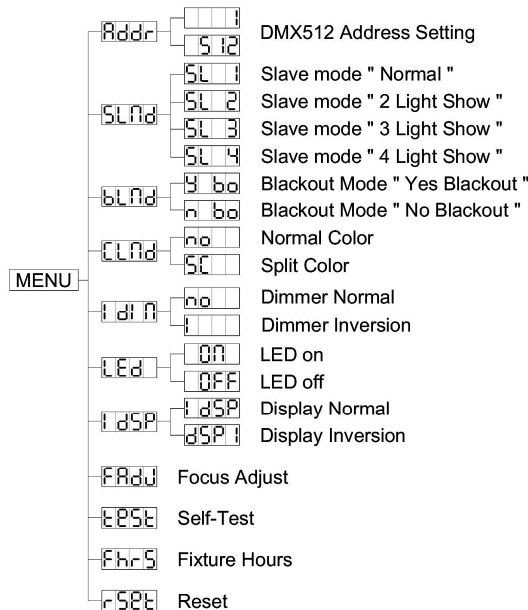 MENU
Addr
1
512
DMX512 Address Setting
SLMd
SL 1 Slave mode " Normal "
SL 2 Slave mode " 2 Light Show "
SL 3 Slave mode " 3 Light Show "
SL 4 Slave mode " 4 Light Show "
bLMd
y bo Blackout Mode " Yes Blackout "
n bo Blackout Mode " No Blackout "
CLMd
no Normal Color
SC Split Color
IdIM
no Dimmer Normal
I Dimmer Inversion
LEd
ON LED on
OFF LED off
IdSP
IdSP Display Normal
dSPI Display Inversion
FAdJ Focus Adjust
tESt Self-Test
FhrS Fixture Hours
rSEt Reset